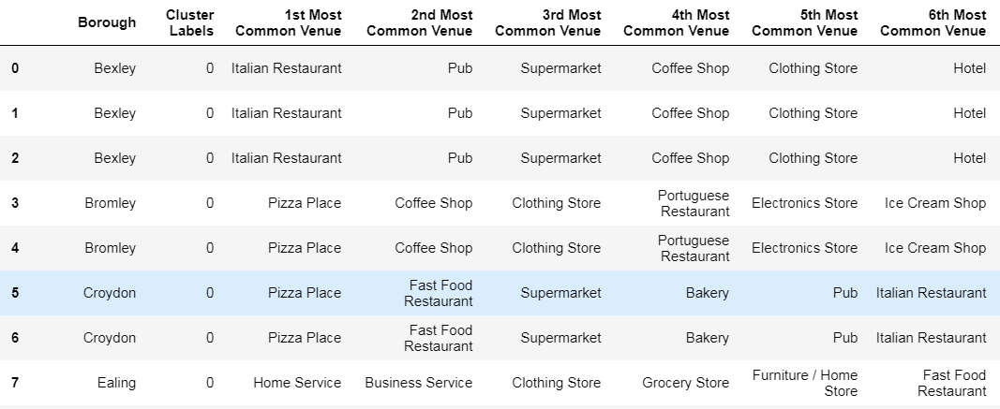 Borough Cluster Labels 1st Most Common Venue 2nd Most Common Venue 3rd Most Common Venue 4th Most Common Venue 5th Most Common Venue 6th Most Common Venue
0 Bexley 0 Italian Restaurant Pub Supermarket Coffee Shop Clothing Store Hotel
1 Bexley 0 Italian Restaurant Pub Supermarket Coffee Shop Clothing Store Hotel
2 Bexley 0 Italian Restaurant Pub Supermarket Coffee Shop Clothing Store Hotel
3 Bromley 0 Pizza Place Coffee Shop Clothing Store Portuguese Restaurant Electronics Store Ice Cream Shop
4 Bromley 0 Pizza Place Coffee Shop Clothing Store Portuguese Restaurant Electronics Store Ice Cream Shop
5 Croydon 0 Pizza Place Fast Food Restaurant Supermarket Bakery Pub Italian Restaurant
6 Croydon 0 Pizza Place Fast Food Restaurant Supermarket Bakery Pub Italian Restaurant
7 Ealing 0 Home Service Business Service Clothing Store Grocery Store Furniture / Home Store Fast Food Restaurant